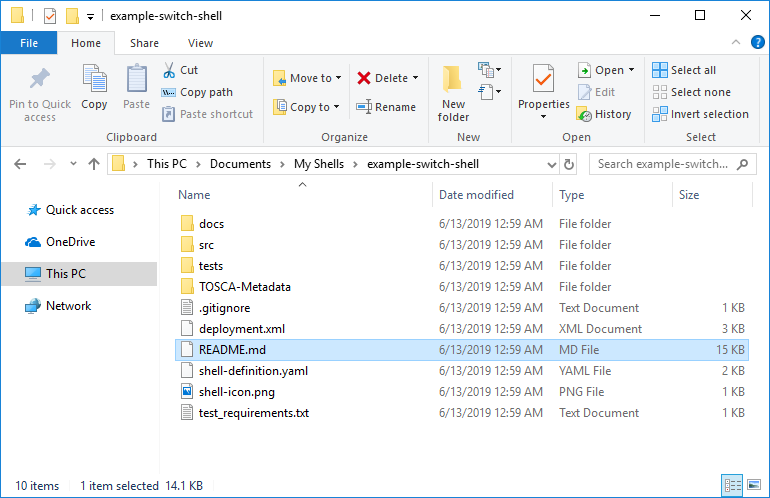 example-switch-shell
File Home Share View
Pin to Quick access
Copy
Paste
Cut
Copy path
Paste shortcut
Clipboard
Move to
Copy to
Delete
Rename
Organize
New folder
New
Properties
Open
Edit
History
Open
Select all
Select none
Invert selection
Select
This PC Documents My Shells example-switch-shell Search example-switch...
Name Date modified Type Size
Quick access
OneDrive
This PC
Network
docs 6/13/2019 12:59 AM File folder
src 6/13/2019 12:59 AM File folder
tests 6/13/2019 12:59 AM File folder
TOSCA-Metadata 6/13/2019 12:59 AM File folder
.gitignore 6/13/2019 12:59 AM Text Document 1 KB
deployment.xml 6/13/2019 12:59 AM XML Document 3 KB
README.md 6/13/2019 12:59 AM MD File 15 KB
shell-definition.yaml 6/13/2019 12:59 AM YAML File 2 KB
shell-icon.png 6/13/2019 12:59 AM PNG File 1 KB
test_requirements.txt 6/13/2019 12:59 AM Text Document 1 KB
10 items 1 item selected 14.1 KB